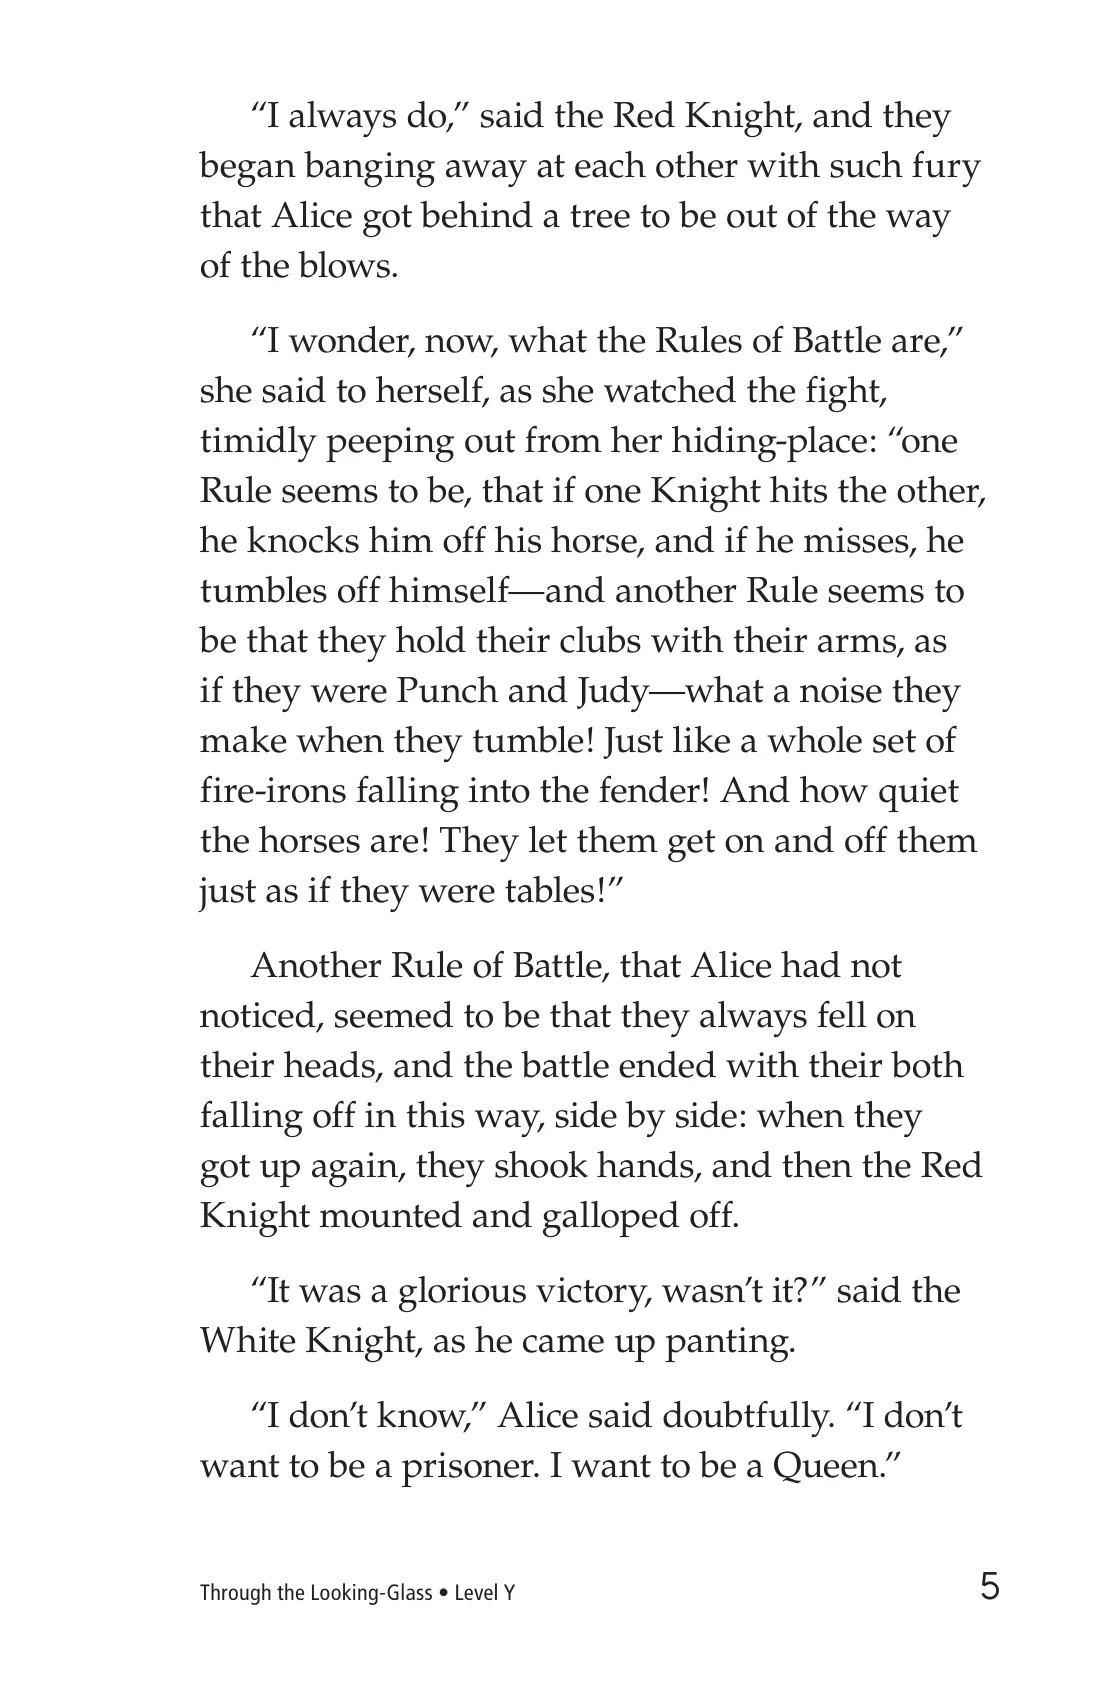 “I always do,” said the Red Knight, and they
began banging away at each other with such fury
that Alice got behind a tree to be out of the way
of the blows.
“I wonder, now, what the Rules of Battle are,”
she said to herself, as she watched the fight,
timidly peeping out from her hiding-place: “one
Rule seems to be, that if one Knight hits the other,
he knocks him off his horse, and if he misses, he
tumbles off himself—and another Rule seems to
be that they hold their clubs with their arms, as
if they were Punch and Judy—what a noise they
make when they tumble! Just like a whole set of
fire-irons falling into the fender! And how quiet
the horses are! They let them get on and off them
just as if they were tables!”
Another Rule of Battle, that Alice had not
noticed, seemed to be that they always fell on
their heads, and the battle ended with their both
falling off in this way, side by side: when they
got up again, they shook hands, and then the Red
Knight mounted and galloped off.
“It was a glorious victory, wasn’t it?” said the
White Knight, as he came up panting.
“I don’t know,” Alice said doubtfully. “I don’t
want to be a prisoner. I want to be a Queen.”
Through the Looking-Glass • Level Y
5